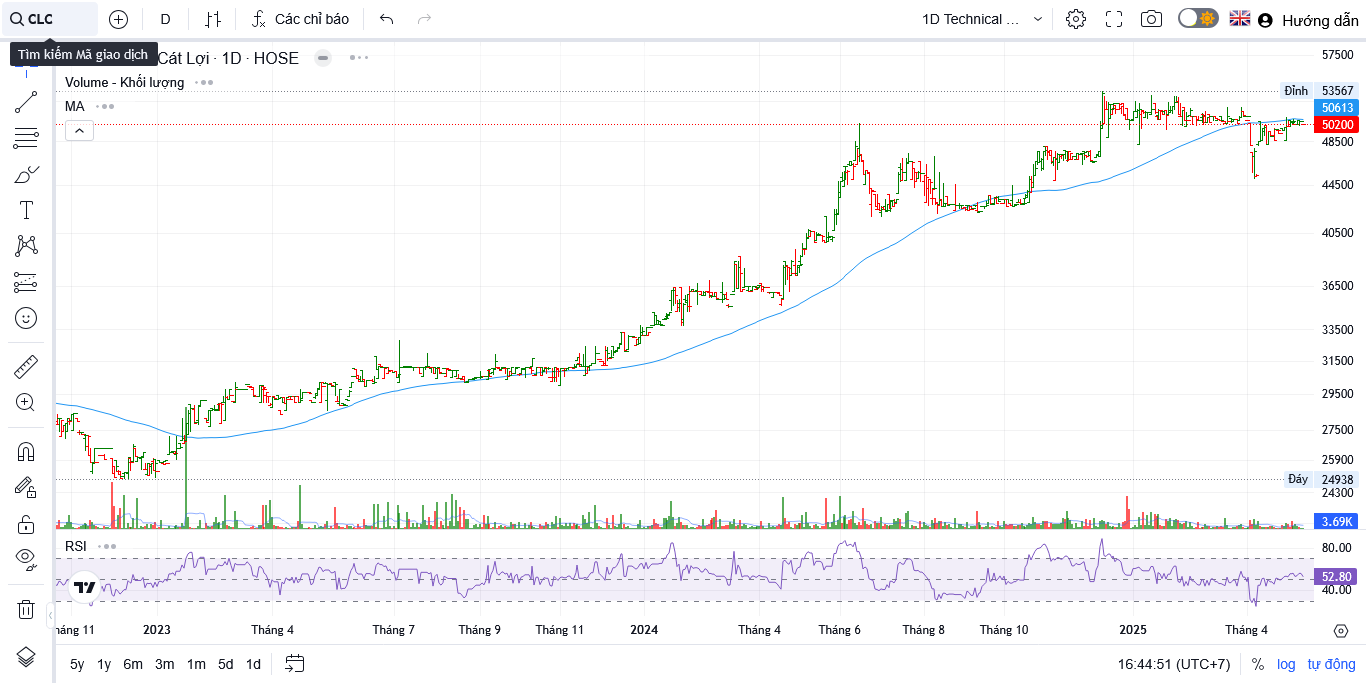 CLC
D
Các chỉ báo
1D Technical ...
Hướng dẫn
Tìm kiếm Mã giao dịch
Cát Lợi · 1D · HOSE
Volume - Khối lượng
MA
57500
Đỉnh 53567
50613
50200
48500
44500
40500
36500
33500
31500
29500
27500
25900
Đáy 24938
24300
3.69K
RSI
80.00
52.80
40.00
háng 11 2023 Tháng 4 Tháng 7 Tháng 9 Tháng 11 2024 Tháng 4 Tháng 6 Tháng 8 Tháng 10 2025 Tháng 4
5y 1y 6m 3m 1m 5d 1d
16:44:51 (UTC+7) % log tự động